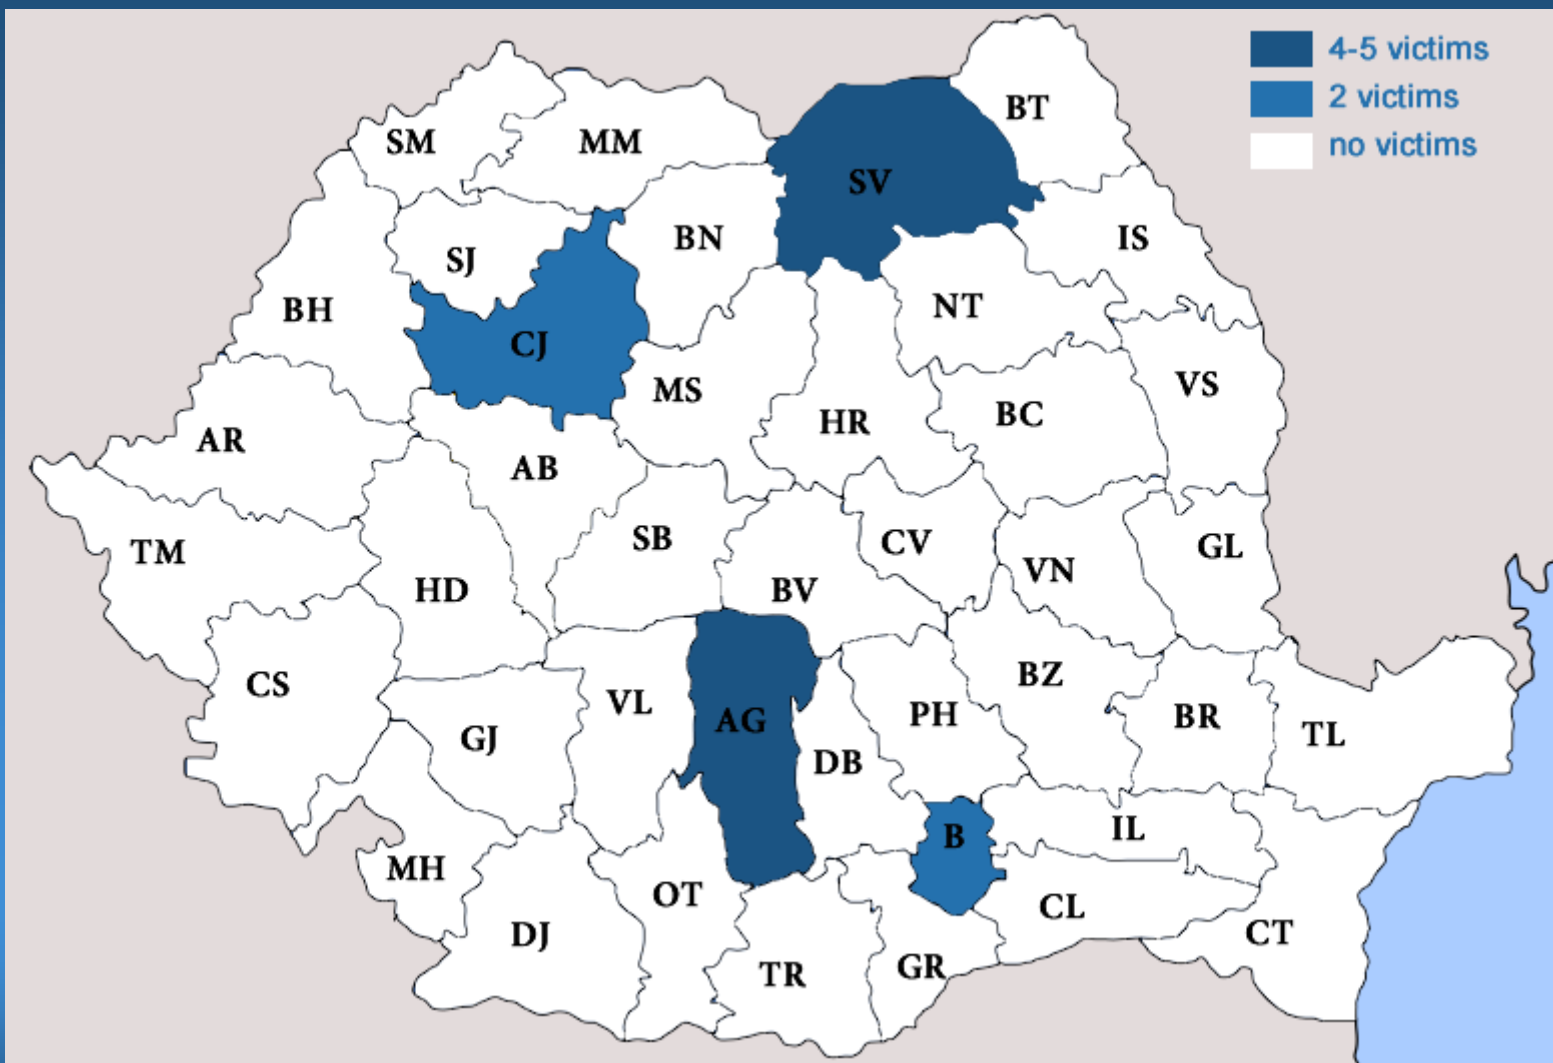 4-5 victims
2 victims
no victims
BT
SM
MM
SV
BN
IS
SJ
BH
NT
CJ
MS
VS
HR
BC
AR
AB
TM
SB
CV
GL
VN
HD
BV
CS
BZ
VL
AG
PH
BR
TL
GJ
DB
B
IL
MH
OT
CL
DJ
CT
TR
GR